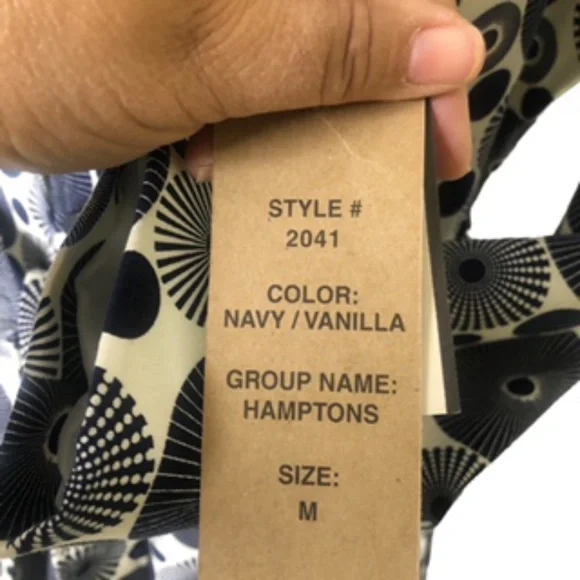 STYLE #
2041
COLOR:
NAVY / VANILLA
GROUP NAME:
HAMPTONS
SIZE:
M